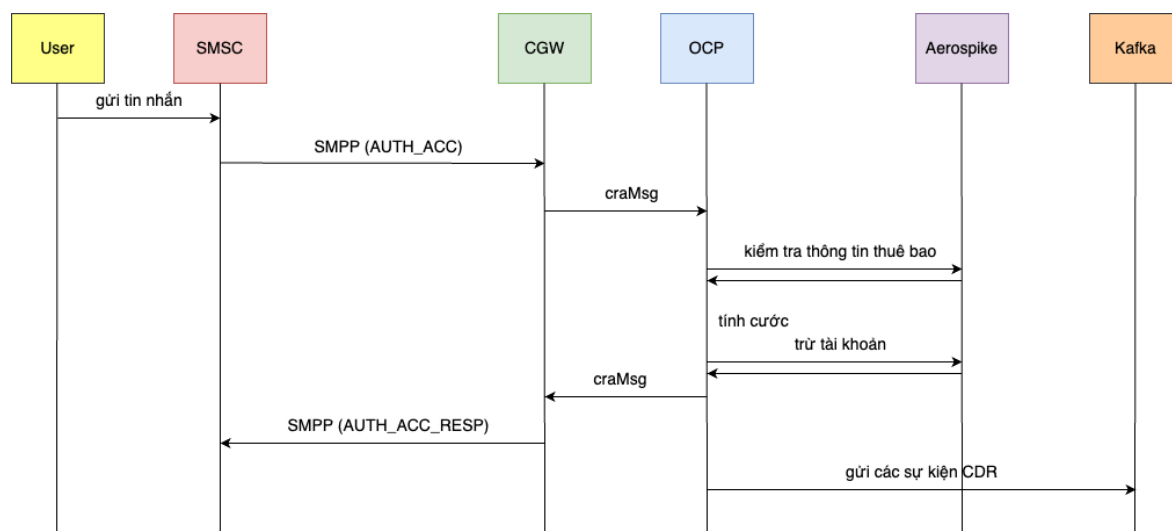 User
SMSC
CGW
OCP
Aerospike
Kafka
gửi tin nhắn
SMPP (AUTH_ACC)
craMsg
kiểm tra thông tin thuê bao
tính cước
trừ tài khoản
craMsg
SMPP (AUTH_ACC_RESP)
gửi các sự kiện CDR